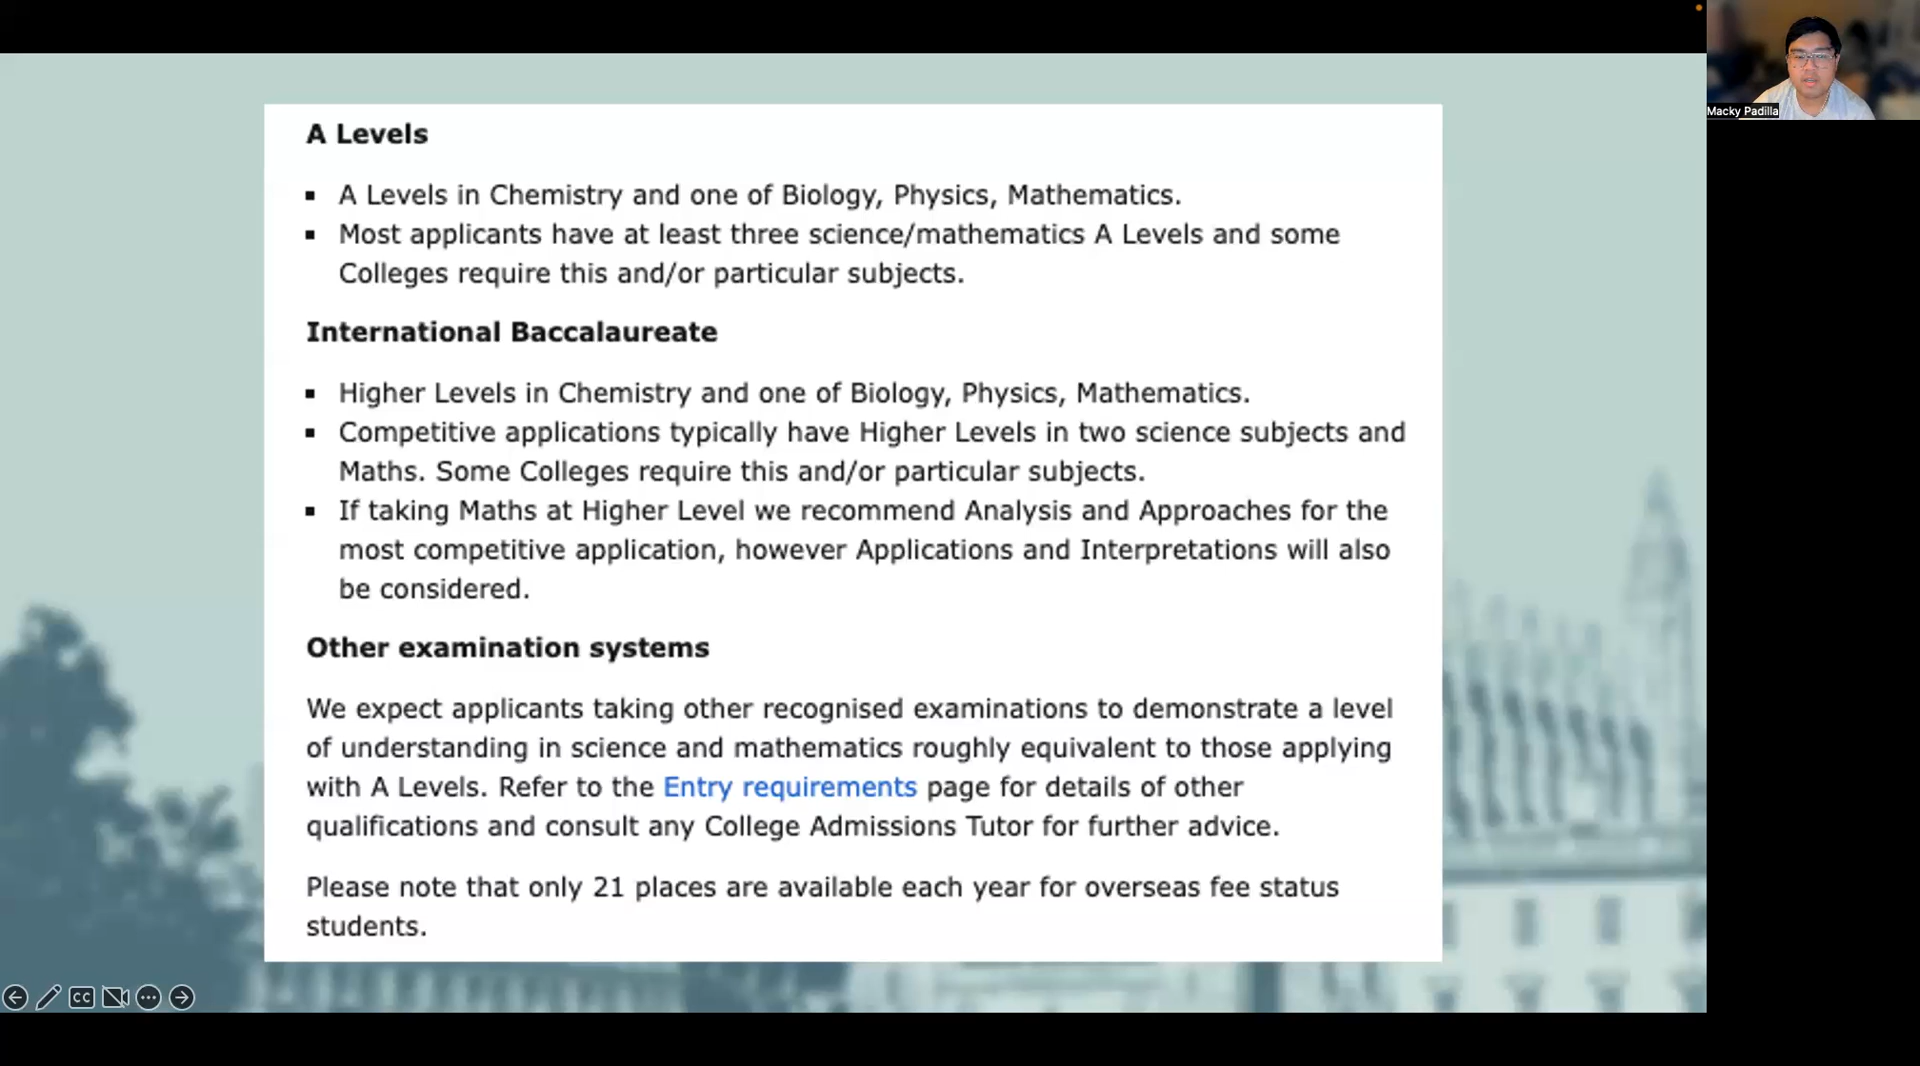 A Levels
▪ A Levels in Chemistry and one of Biology, Physics, Mathematics.
▪ Most applicants have at least three science/mathematics A Levels and some
Colleges require this and/or particular subjects.
International Baccalaureate
▪ Higher Levels in Chemistry and one of Biology, Physics, Mathematics.
▪ Competitive applications typically have Higher Levels in two science subjects and
Maths. Some Colleges require this and/or particular subjects.
▪ If taking Maths at Higher Level we recommend Analysis and Approaches for the
most competitive application, however Applications and Interpretations will also
be considered.
Other examination systems
We expect applicants taking other recognised examinations to demonstrate a level
of understanding in science and mathematics roughly equivalent to those applying
with A Levels. Refer to the Entry requirements page for details of other
qualifications and consult any College Admissions Tutor for further advice.
Please note that only 21 places are available each year for overseas fee status
students.
Macky Padilla
CC